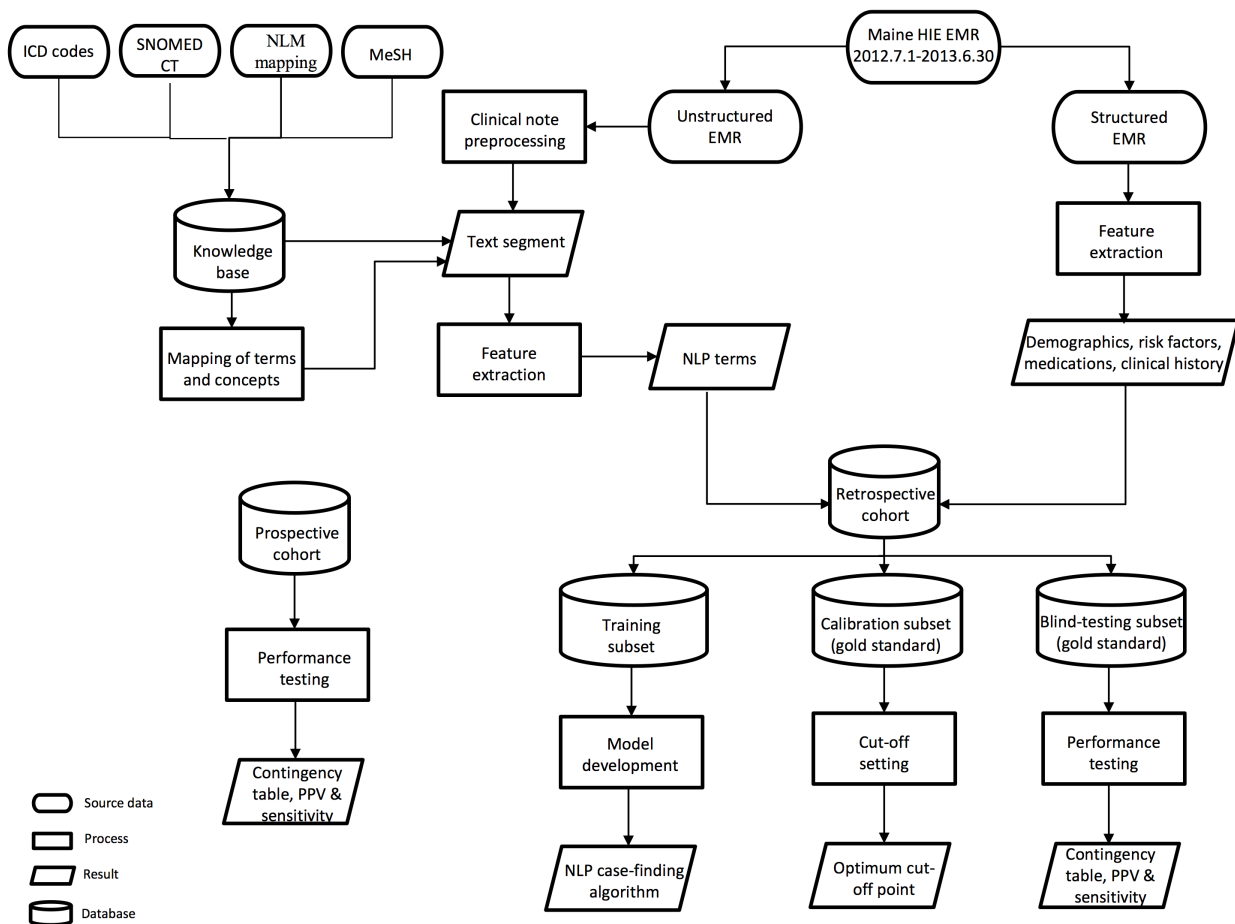 ICD codes
SNOMED
CT
NLM
mapping
MeSH
Maine HIE EMR
2012.7.1-2013.6.30
Clinical note
preprocessing
Unstructured
EMR
Structured
EMR
Knowledge
base
Text segment
Feature
extraction
Mapping of terms
and concepts
Feature
extraction
NLP terms
Demographics, risk factors,
medications, clinical history
Retrospective
cohort
Prospective
cohort
Training
subset
Calibration subset
(gold standard)
Blind-testing subset
(gold standard)
Performance
testing
Model
development
Cut-off
setting
Performance
testing
Contingency
table, PPV &
sensitivity
NLP case-finding
algorithm
Optimum cut-
off point
Contingency
table, PPV &
sensitivity
Source data
Process
Result
Database